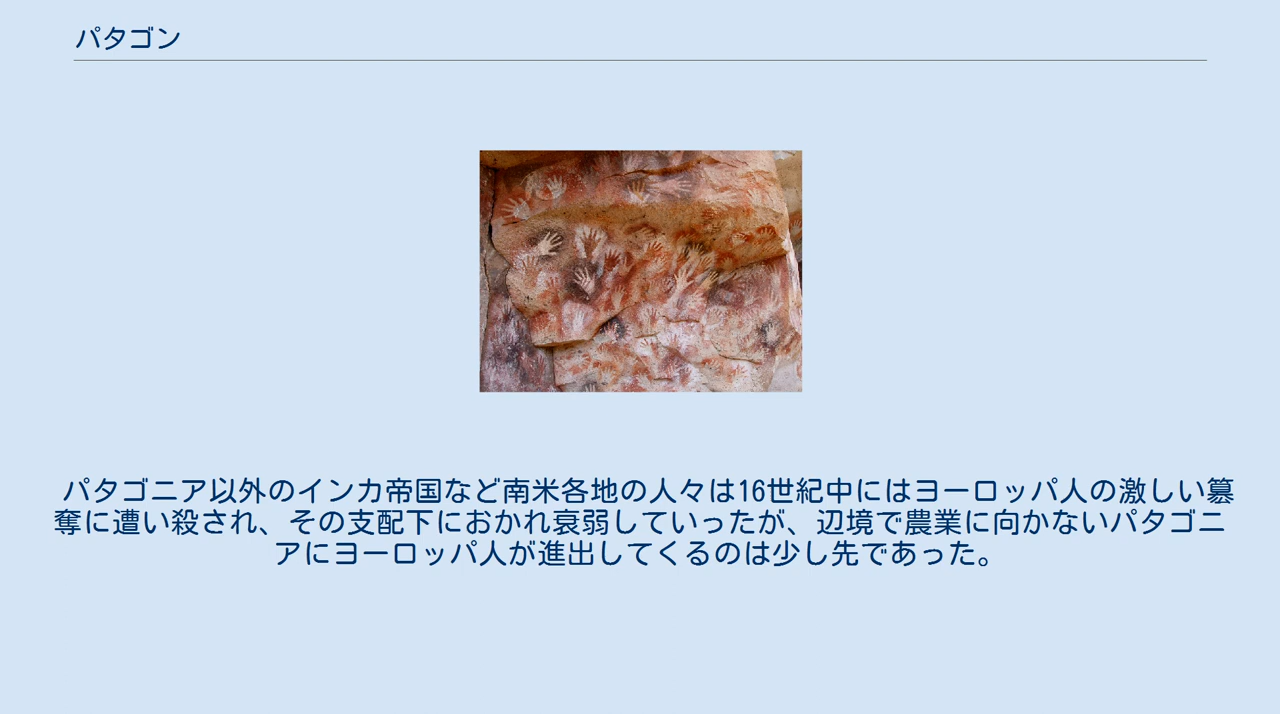 パタゴン
パタゴニア以外のインカ帝国など南米各地の人々は16世紀中にはヨーロッパ人の激しい簒
奪に遭い殺され、その支配下におかれ衰弱していったが、辺境で農業に向かないパタゴニ
アにヨーロッパ人が進出してくるのは少し先であった。